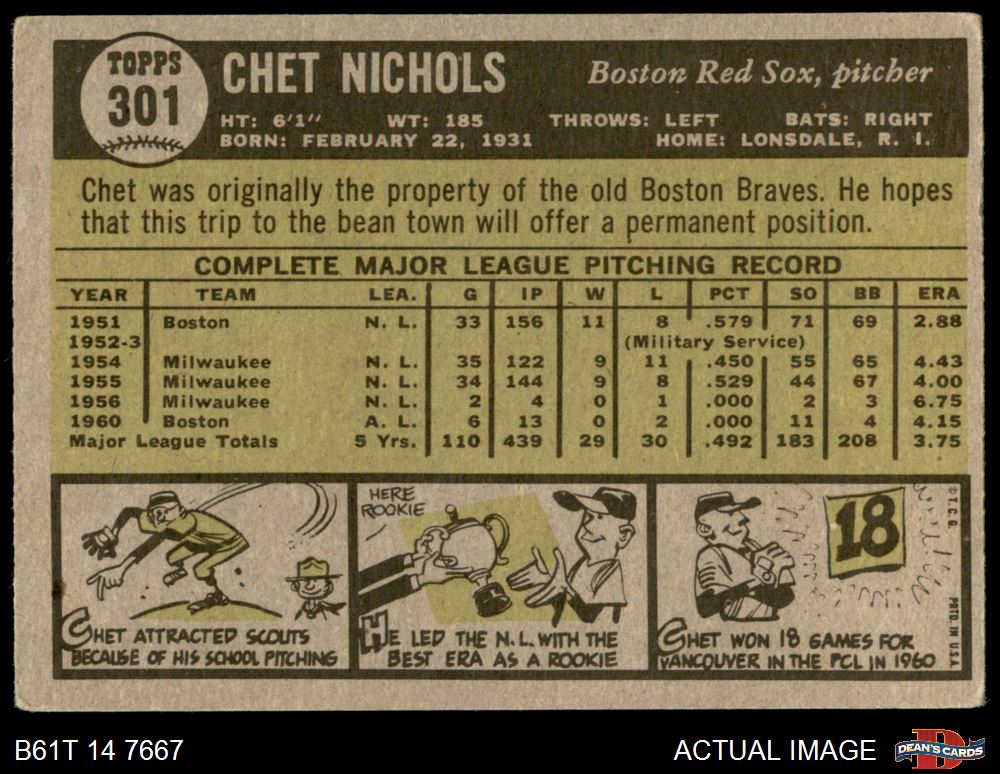 TOPPS
301
CHET NICHOLS
Boston Red Sox, pitcher
HT: 6'1" WT: 185 THROWS: LEFT BATS: RIGHT
BORN: FEBRUARY 22, 1931 HOME: LONSDALE, R. I.
Chet was originally the property of the old Boston Braves. He hopes
that this trip to the bean town will offer a permanent position.
COMPLETE MAJOR LEAGUE PITCHING RECORD
YEAR TEAM LEA. G IP W L PCT SO BB ERA
1951 Boston N. L. 33 156 11 8 .579 71 69 2.88
1952-3 (Military Service)
1954 Milwaukee N. L. 35 122 9 11 .450 55 65 4.43
1955 Milwaukee N. L. 34 144 9 8 .529 44 67 4.00
1956 Milwaukee N. L. 2 4 0 1 .000 2 3 6.75
1960 Boston A. L. 6 13 0 2 .000 11 4 4.15
Major League Totals 5 Yrs. 110 439 29 30 .492 183 208 3.75
CHET ATTRACTED SCOUTS
BECAUSE OF HIS SCHOOL PITCHING
HERE
ROOKIE
HE LED THE N.L. WITH THE
BEST ERA AS A ROOKIE
18
CHET WON 18 GAMES FOR
VANCOUVER IN THE PCL IN 1960
© T. C. G.
PRTD. IN U.S.A.
B61T 14 7667
ACTUAL IMAGE
D
DEAN'S CARDS